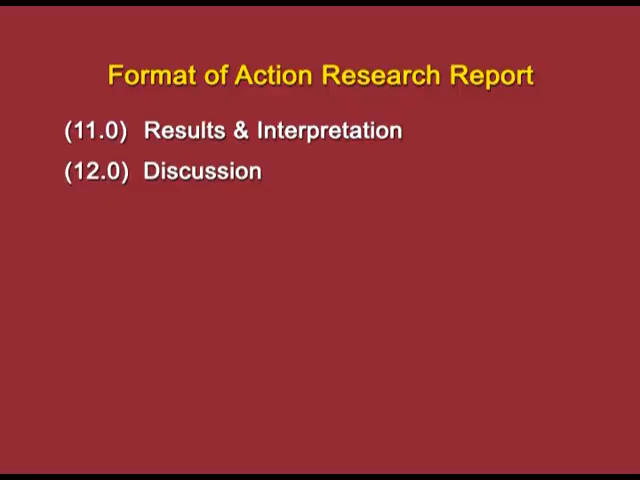 Format of Action Research Report
(11.0) Results & Interpretation
(12.0) Discussion